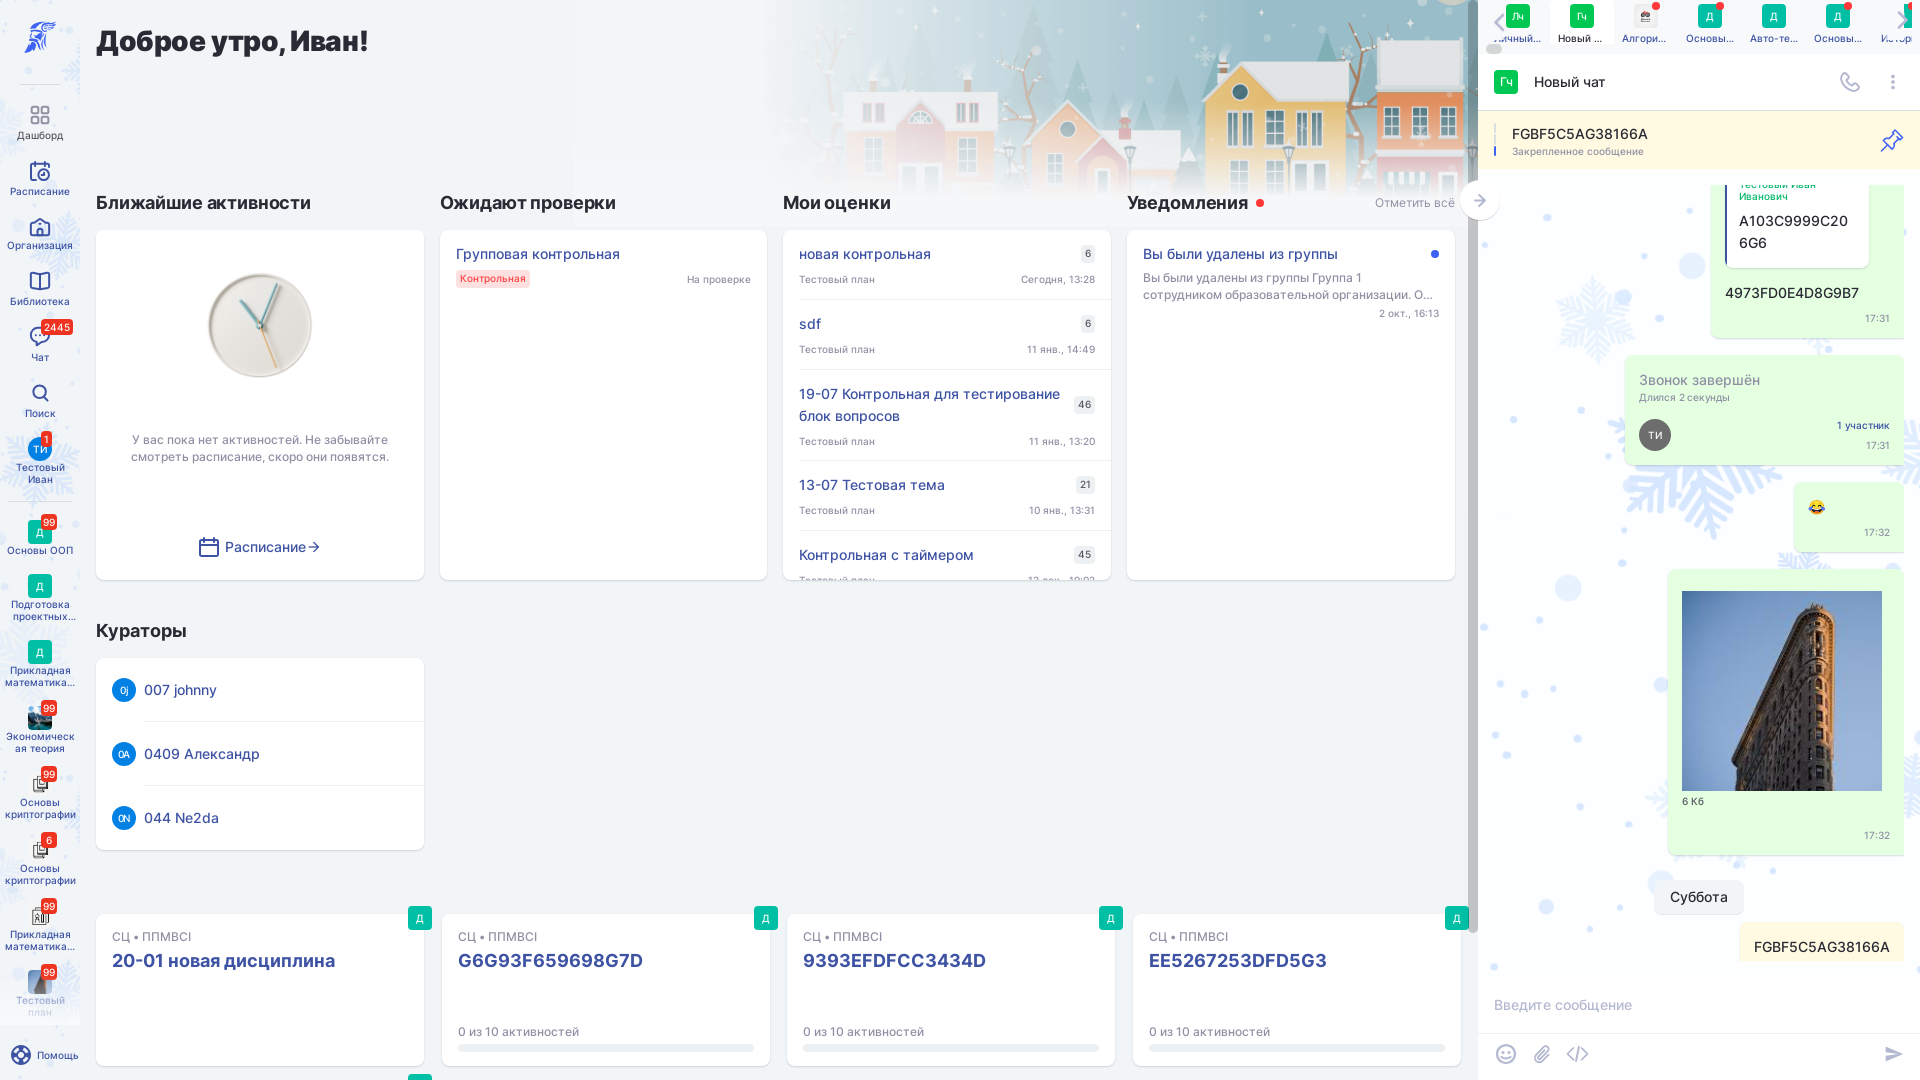 Доброе утро, Иван!
Дашборд
Расписание
Организация
Библиотека
2445
Чат
Поиск
1
ТИ
Тестовый
Иван
99
Д
Основы ООП
Д
Подготовка
проектных...
Д
Прикладная
математика...
99
Экономическ
ая теория
99
Основы
криптографии
6
Основы
криптографии
99
Прикладная
математика...
99
Тестовый
план
Помощь
Ближайшие активности
У вас пока нет активностей. Не забывайте
смотреть расписание, скоро они появятся.
Расписание
Ожидают проверки
Групповая контрольная
Контрольная
На проверке
Мои оценки
новая контрольная
6
Тестовый план
Сегодня, 13:28
sdf
6
Тестовый план
11 янв., 14:49
19-07 Контрольная для тестирование
блок вопросов
46
Тестовый план
11 янв., 13:20
13-07 Тестовая тема
21
Тестовый план
10 янв., 13:31
Контрольная с таймером
45
Тестовый план
Уведомления
Отметить всё
Вы были удалены из группы
Вы были удалены из группы Группа 1
сотрудником образовательной организации. О...
2 окт., 16:13
Кураторы
0j
007 johnny
0А
0409 Александр
0N
044 Ne2da
Д
СЦ • ППМBCI
20-01 новая дисциплина
Д
СЦ • ППМBCI
G6G93F659698G7D
0 из 10 активностей
Д
СЦ • ППМBCI
9393EFDFCC3434D
0 из 10 активностей
Д
СЦ • ППМBCI
EE5267253DFD5G3
0 из 10 активностей
Лч
Личный...
Гч
Новый ...
Алгори...
Д
Основы...
Д
Авто-те...
Д
Основы...
Гч
Новый чат
FGBF5C5AG38166A
Закрепленное сообщение
Тестовый Иван
Иванович
A103C9999C20
6G6
4973FD0E4D8G9B7
17:31
Звонок завершён
Длился 2 секунды
ТИ
1 участник
17:31
17:32
6 Кб
17:32
Суббота
FGBF5C5AG38166A
Введите сообщение